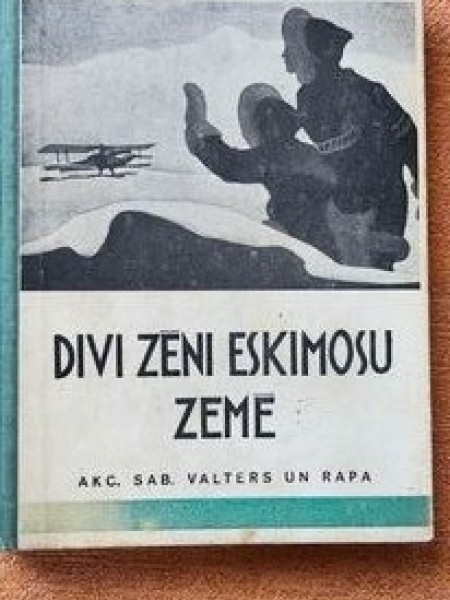 DIVI ZĒNI ESKIMOSU
ZEMĒ
AKC. SAB. VALTERS UN RAPA